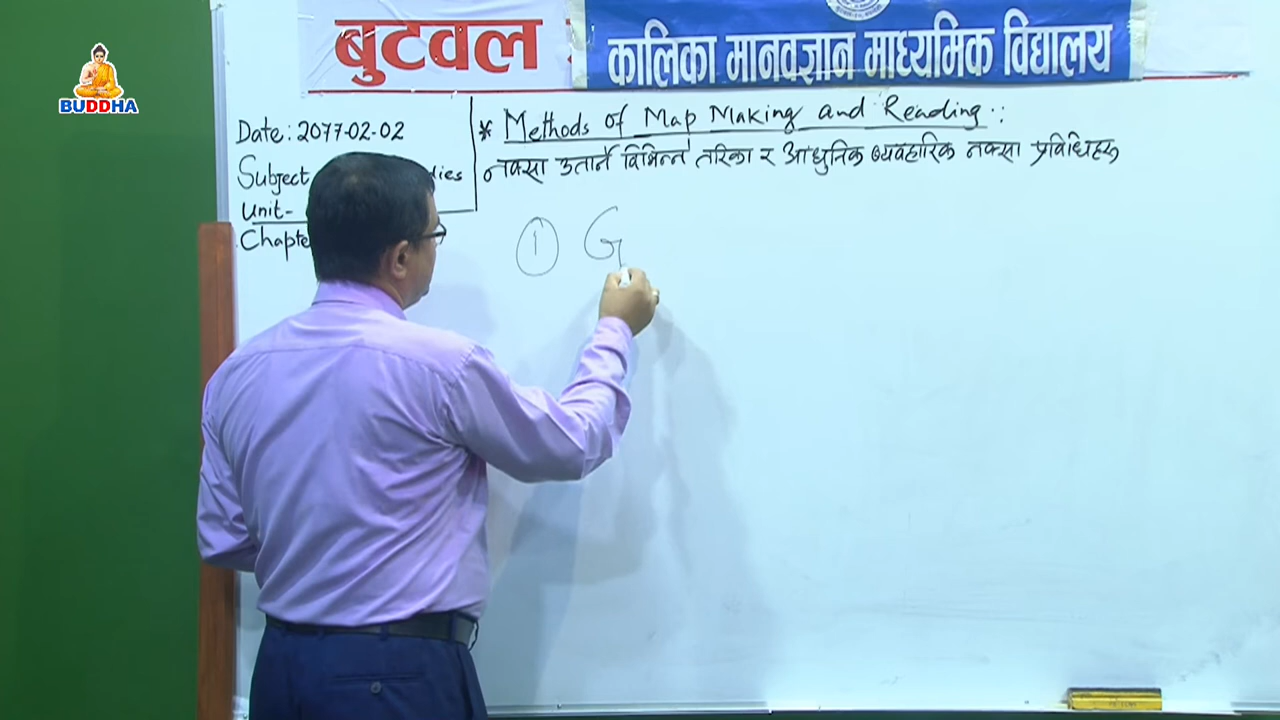 BUDDHA
बुटवल
कालिका मानवज्ञान माध्यमिक विद्यालय
Date: 2077-02-02
Subject dies
Unit-
Chapte
* Methods of Map Making and Reading :
नक्सा उतार्ने विभिन्न तरिका र आधुनिक व्यवहारिक नक्सा प्रविधिहरू
① G